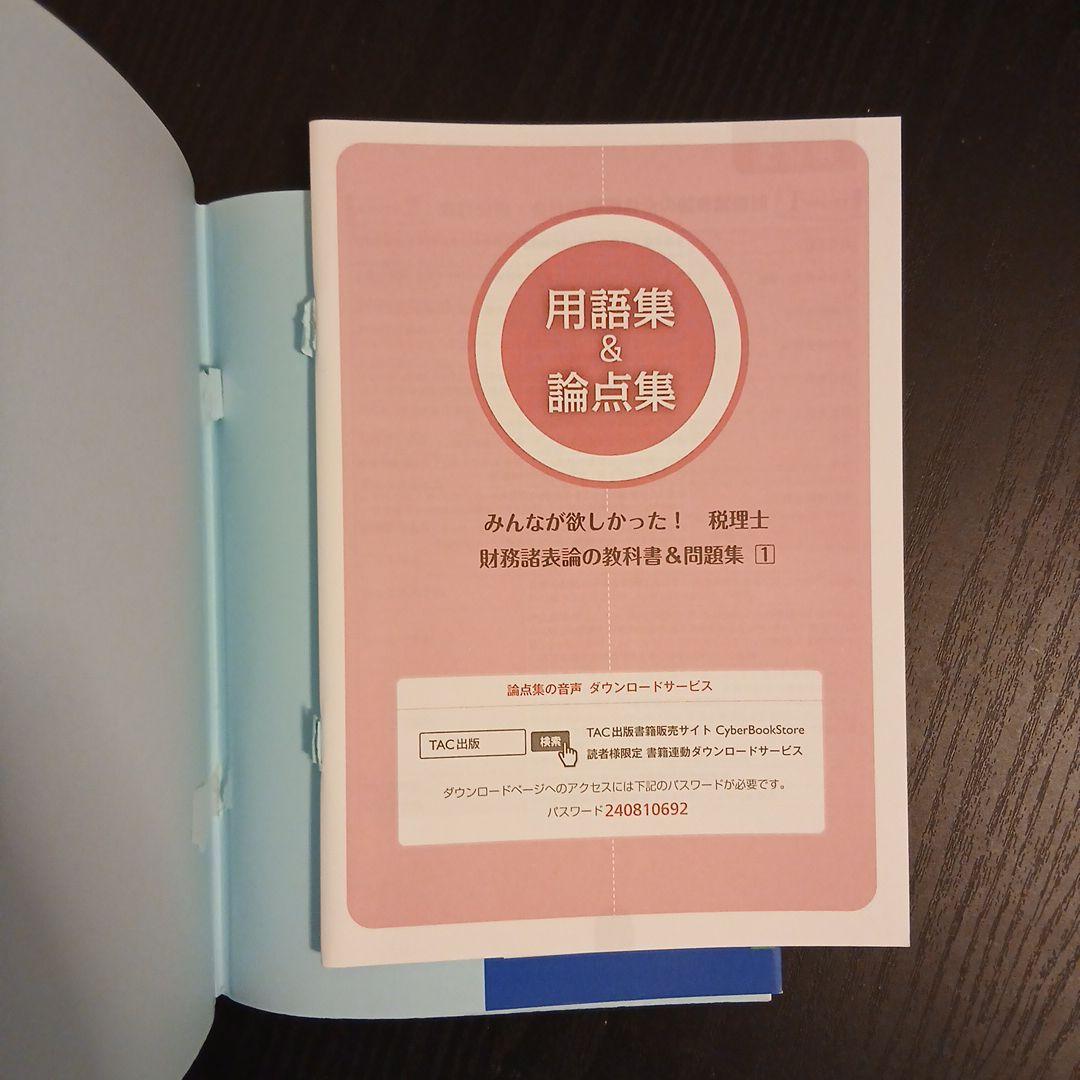 用語集
&
論点集
みんなが欲しかった！ 税理士
財務諸表論の教科書&問題集 1
論点集の音声 ダウンロードサービス
TAC出版 検索
TAC出版書籍販売サイト CyberBookStore
読者様限定 書籍連動ダウンロードサービス
ダウンロードページへのアクセスには下記のパスワードが必要です。
パスワード240810692